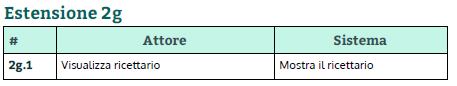 Estensione 2g
# Attore Sistema
2g.1 Visualizza ricettario Mostra il ricettario